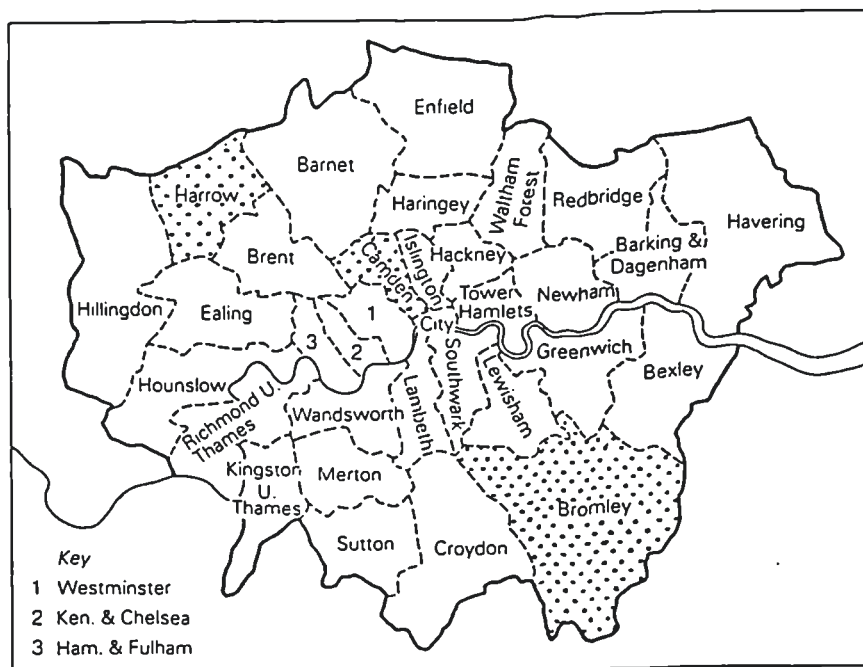 Enfield
Barnet
Harrow
Haringey
Waltham
Forest
Redbridge
Havering
Brent
Camden
Islington
Hackney
Barking &
Dagenham
Hillingdon
Ealing
Tower
Hamlets
Newham
1
2
3
City
Hounslow
Richmond U.
Thames
Wandsworth
Lambeth
Southwark
Lewisham
Greenwich
Bexley
Kingston
U.
Thames
Merton
Sutton
Croydon
Bromley
Key
1 Westminster
2 Ken. & Chelsea
3 Ham. & Fulham